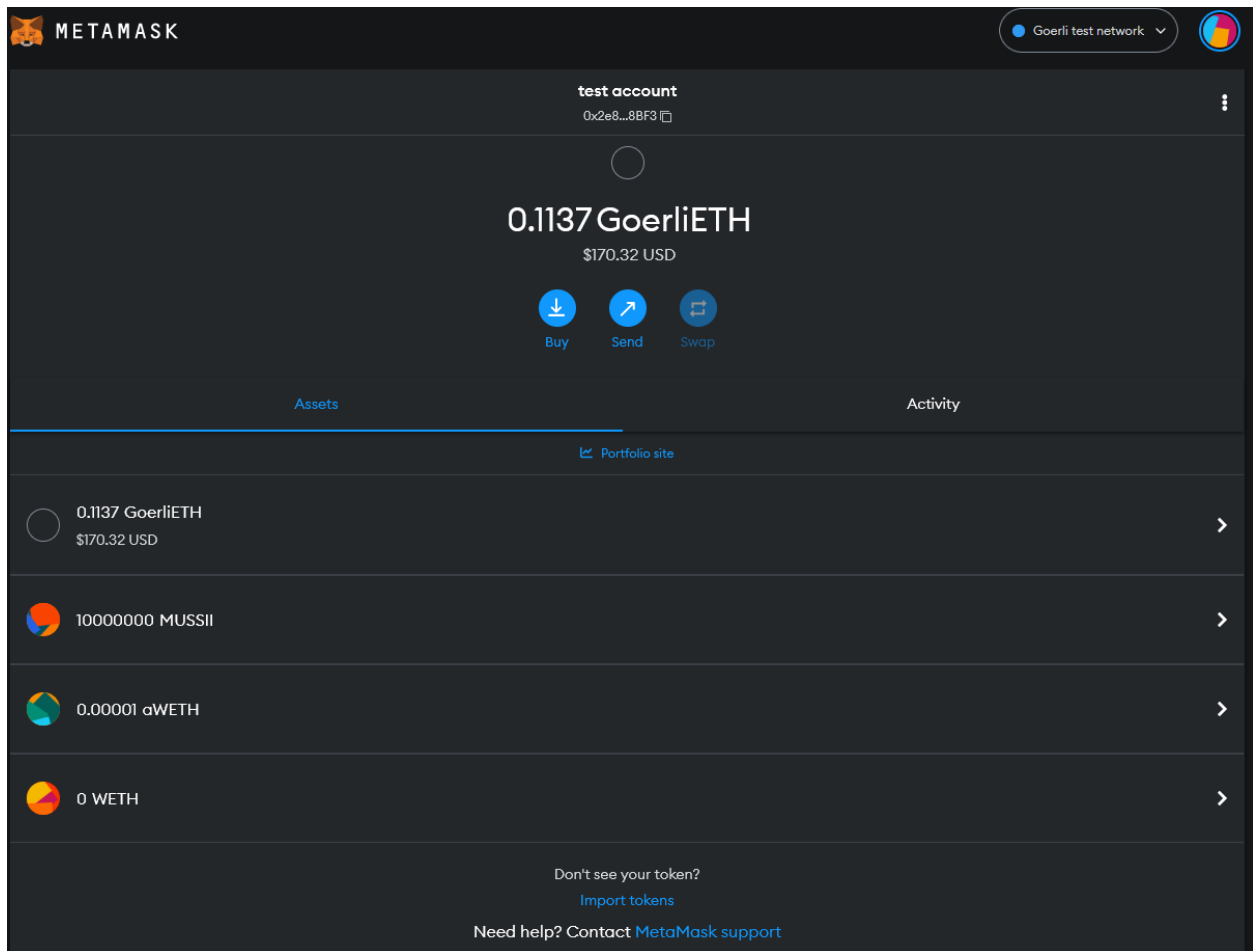 METAMASK
Goerli test network
test account
0x2e8...8BF3
0.1137 GoerliETH
$170.32 USD
Buy Send Swap
Assets Activity
Portfolio site
0.1137 GoerliETH
$170.32 USD
10000000 MUSSII
0.00001 aWETH
0 WETH
Don't see your token?
Import tokens
Need help? Contact MetaMask support